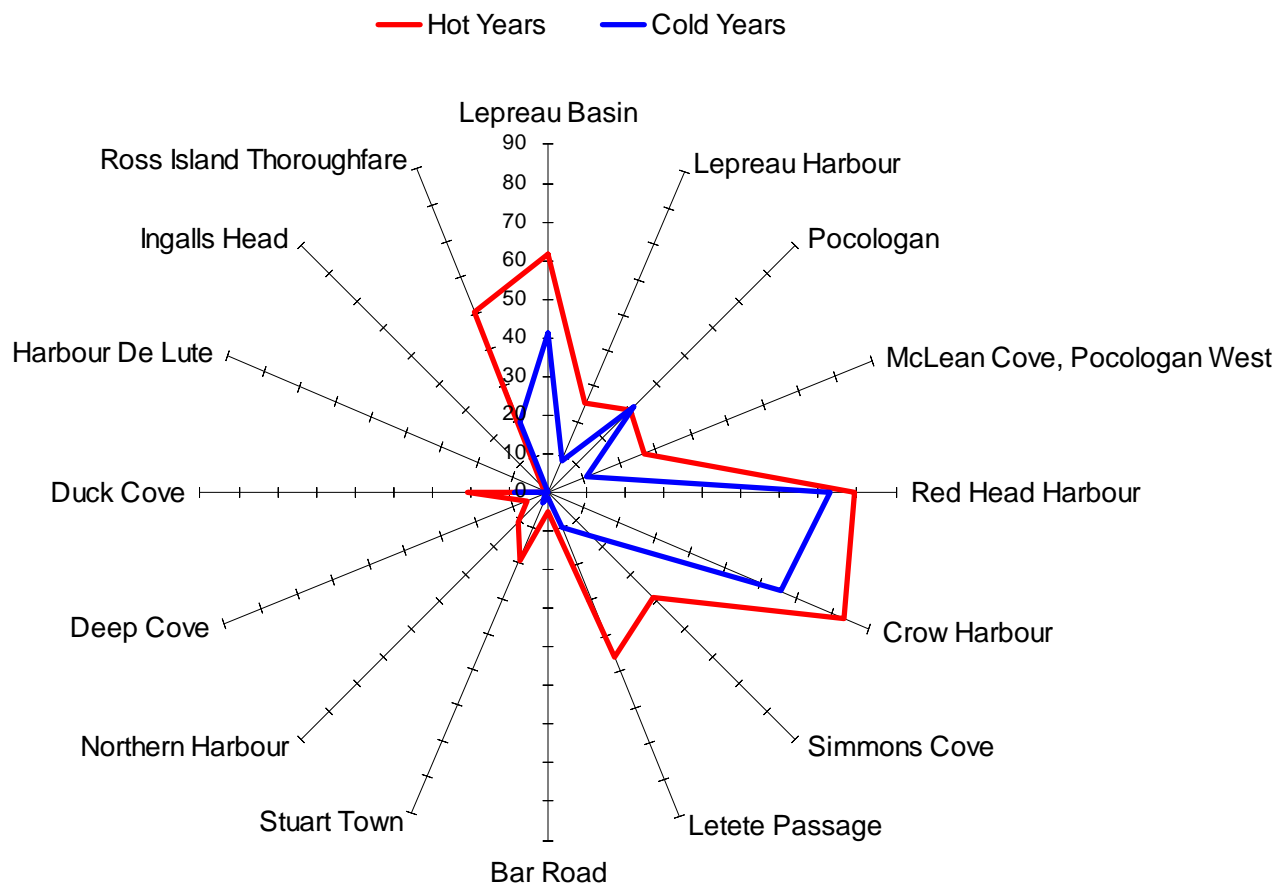 Hot Years
Cold Years
Lepreau Basin
Ross Island Thoroughfare
Lepreau Harbour
Ingalls Head
Pocologan
Harbour De Lute
McLean Cove, Pocologan West
Duck Cove
Red Head Harbour
Deep Cove
Crow Harbour
Northern Harbour
Simmons Cove
Stuart Town
Letete Passage
Bar Road
90
80
70
60
50
40
30
20
10
0